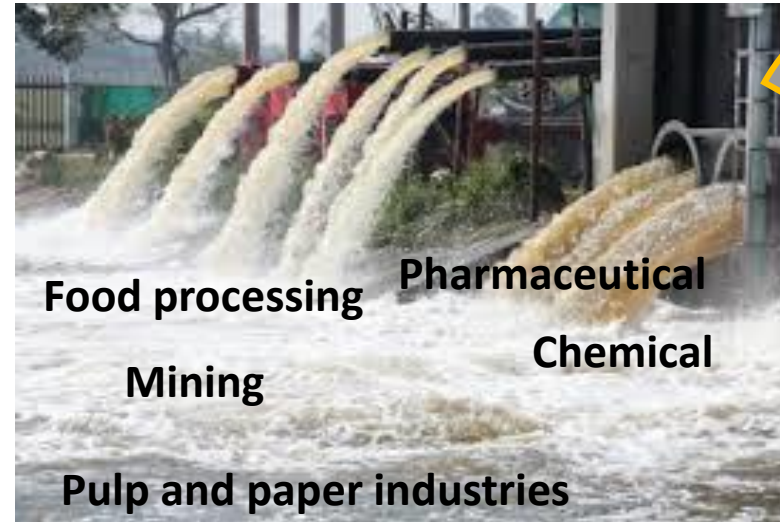 Food processing
Pharmaceutical
Chemical
Mining
Pulp and paper industries